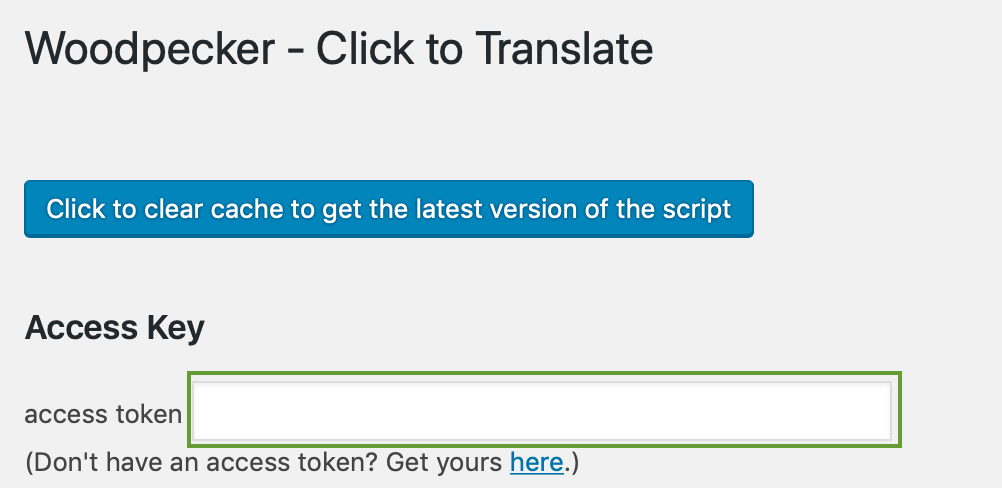 Woodpecker - Click to Translate
Click to clear cache to get the latest version of the script
Access Key
access token
(Don't have an access token? Get yours here.)